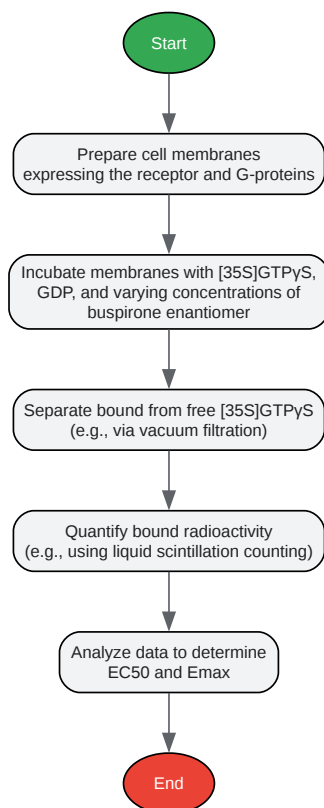 Start
Prepare cell membranes
expressing the receptor and G-proteins
Incubate membranes with [35S]GTPγS,
GDP, and varying concentrations of
buspirone enantiomer
Separate bound from free [35S]GTPγS
(e.g., via vacuum filtration)
Quantify bound radioactivity
(e.g., using liquid scintillation counting)
Analyze data to determine
EC50 and Emax
End